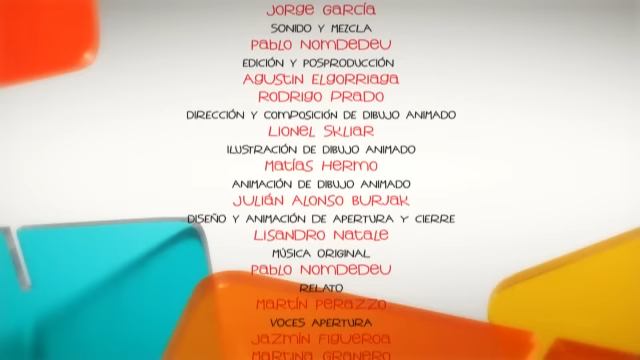 Jorge García
SONIDO Y MEZCLA
Pablo Nomdedeu
EDICIÓN Y POSPRODUCCIÓN
Agustín Elgorriaga
Rodrigo Prado
DIRECCIÓN Y COMPOSICIÓN DE DIBUJO ANIMADO
Lionel Skliar
ILUSTRACIÓN DE DIBUJO ANIMADO
Matías Hermo
ANIMACIÓN DE DIBUJO ANIMADO
Julián Alonso Burjak
DISEÑO Y ANIMACIÓN DE APERTURA Y CIERRE
Lisandro Natale
MÚSICA ORIGINAL
Pablo Nomdedeu
RELATO
Martín Perazzo
VOCES APERTURA
Jazmín Figueroa
Martina Granero